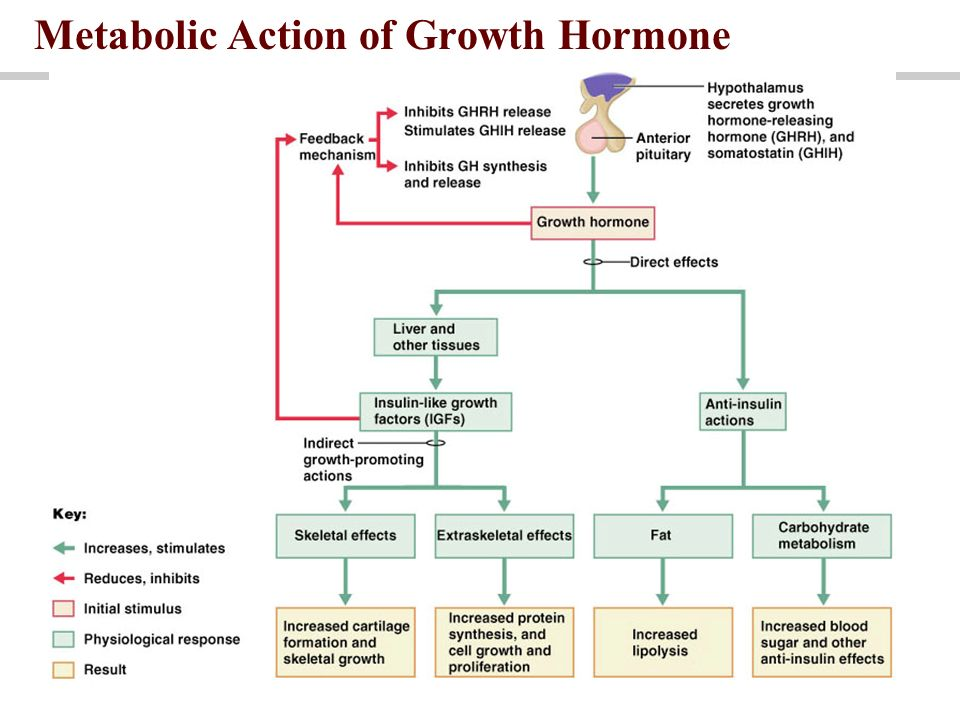 Metabolic Action of Growth Hormone
Hypothalamus
secretes growth
hormone-releasing
hormone (GHRH), and
somatostatin (GHIH)
Inhibits GHRH release
Stimulates GHIH release
Feedback
mechanism
Anterior
pituitary
Inhibits GH synthesis
and release
Growth hormone
Direct effects
Liver and
other tissues
Insulin-like growth
factors (IGFs)
Anti-insulin
actions
Indirect
growth-promoting
actions
Key:
Increases, stimulates
Reduces, inhibits
Initial stimulus
Physiological response
Result
Skeletal effects
Extraskeletal effects
Fat
Carbohydrate
metabolism
Increased cartilage
formation and
skeletal growth
Increased protein
synthesis, and
cell growth and
proliferation
Increased
lipolysis
Increased blood
sugar and other
anti-insulin effects